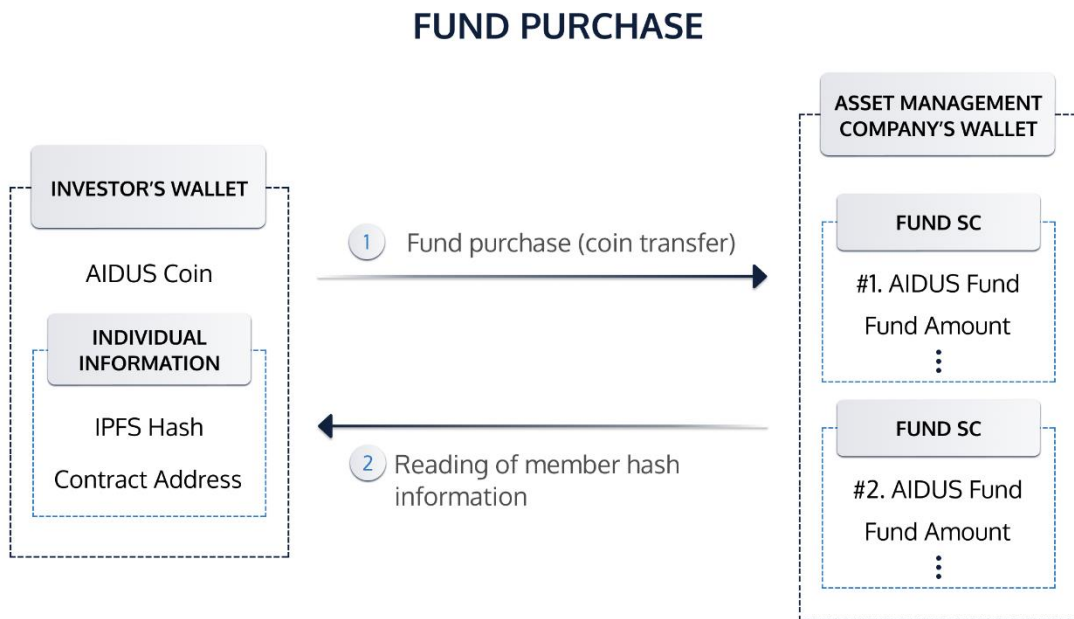 FUND PURCHASE
INVESTOR'S WALLET
AIDUS Coin
INDIVIDUAL
INFORMATION
IPFS Hash
Contract Address
1 Fund purchase (coin transfer)
2 Reading of member hash
information
ASSET MANAGEMENT
COMPANY'S WALLET
FUND SC
#1. AIDUS Fund
Fund Amount
FUND SC
#2. AIDUS Fund
Fund Amount